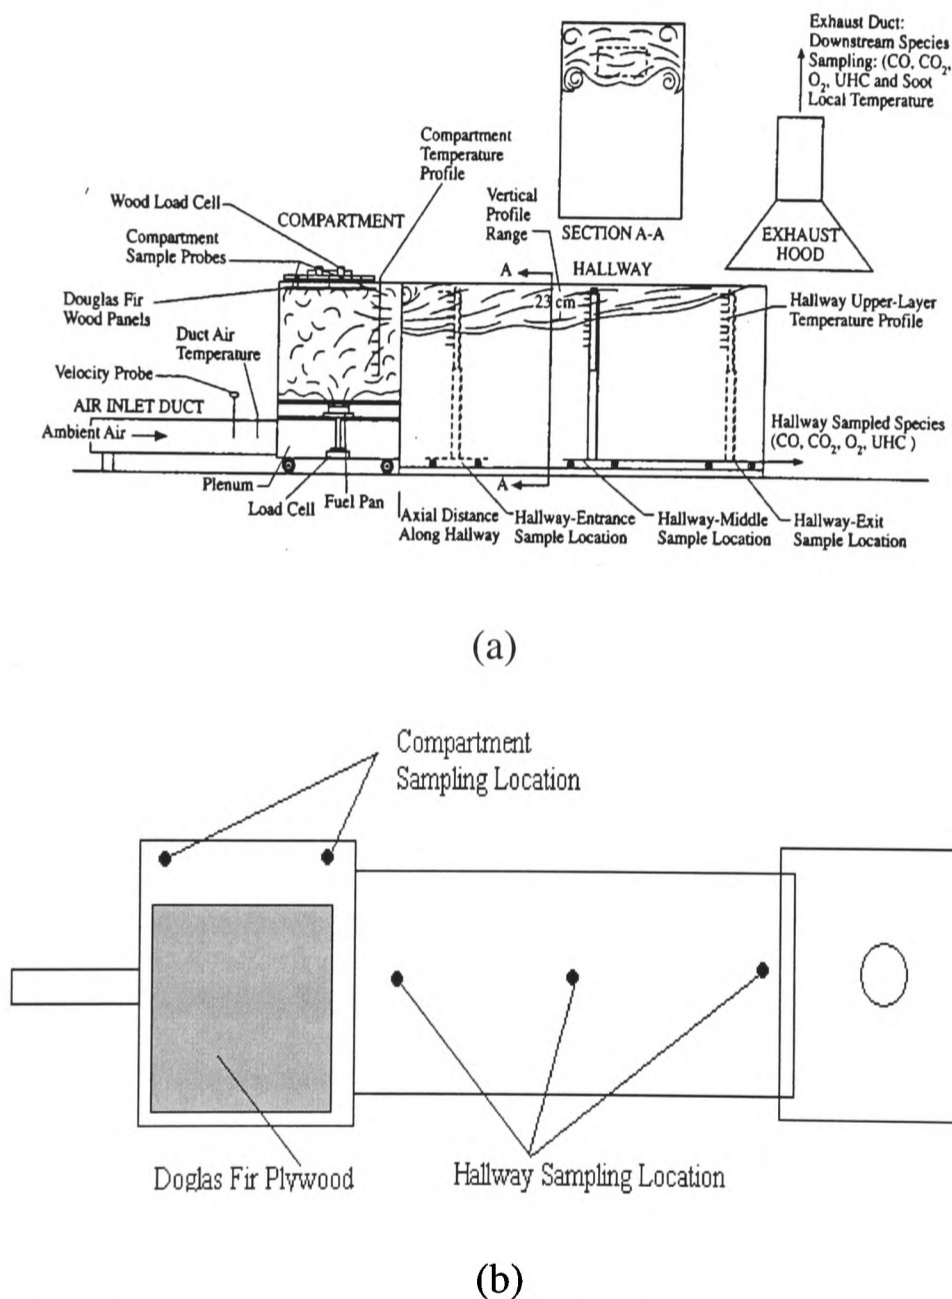 Exhaust Duct:
Downstream Species
Sampling: (CO, CO2,
O2, UHC and Soot
Local Temperature
Compartment
Temperature
Profile
Wood Load Cell
COMPARTMENT
Vertical
Profile
Range
SECTION A-A
EXHAUST
HOOD
Compartment
Sample Probes
A
HALLWAY
Douglas Fir
Wood Panels
23 cm
Hallway Upper-Layer
Temperature Profile
Duct Air
Temperature
Velocity Probe
AIR INLET DUCT
Ambient Air
Hallway Sampled Species
(CO, CO2, O2, UHC )
Plenum
Load Cell
Fuel Pan
A
Axial Distance
Along Hallway
Hallway-Entrance
Sample Location
Hallway-Middle
Sample Location
Hallway-Exit
Sample Location
(a)
Compartment
Sampling Location
Doglas Fir Plywood
Hallway Sampling Location
(b)